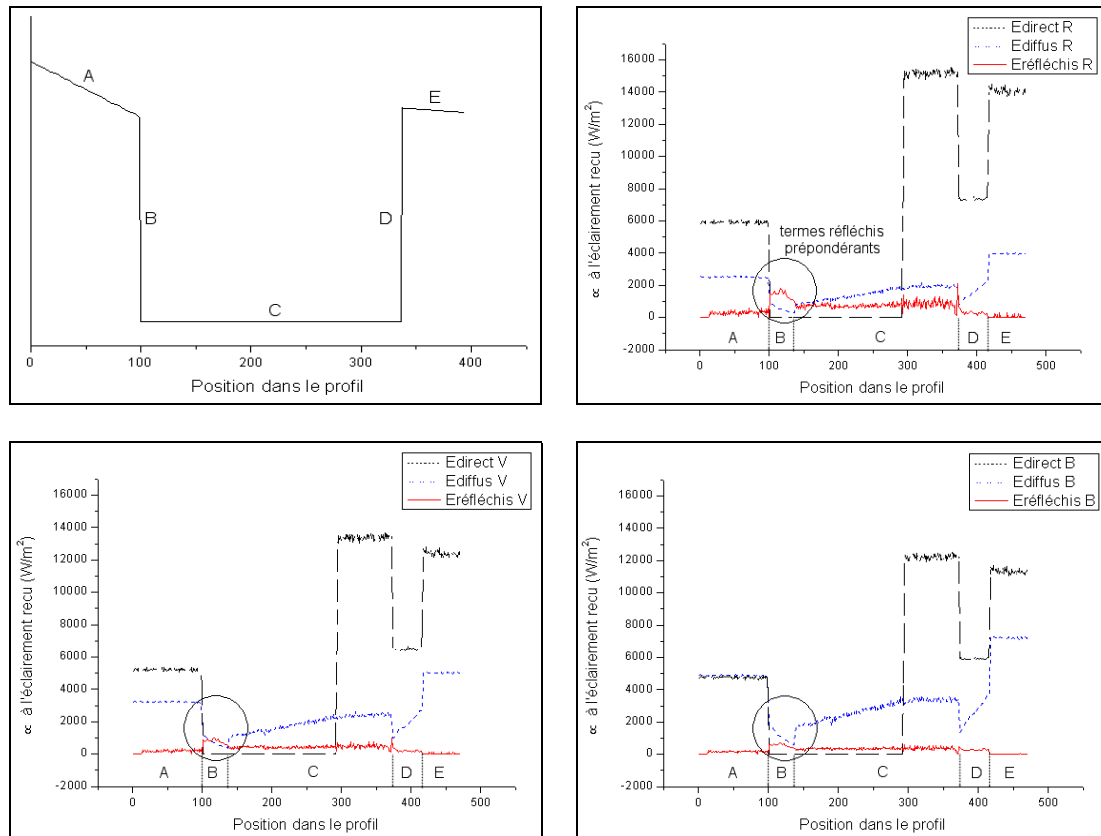 A
E
B
D
C
0
100
200
300
400
Position dans le profil
Edirect R
Ediffus R
Eréfléchis R
16000
14000
12000
10000
8000
6000
4000
2000
0
-2000
∝ à l'éclairement recu (W/m²)
termes réfléchis
prépondérants
A
B
C
D
E
0
100
200
300
400
500
Position dans le profil
Edirect V
Ediffus V
Eréfléchis V
16000
14000
12000
10000
8000
6000
4000
2000
0
-2000
∝ à l'éclairement recu (W/m²)
A
B
C
D
E
0
100
200
300
400
500
Position dans le profil
Edirect B
Ediffus B
Eréfléchis B
16000
14000
12000
10000
8000
6000
4000
2000
0
-2000
∝ à l'éclairement recu (W/m²)
A
B
C
D
E
0
100
200
300
400
500
Position dans le profil